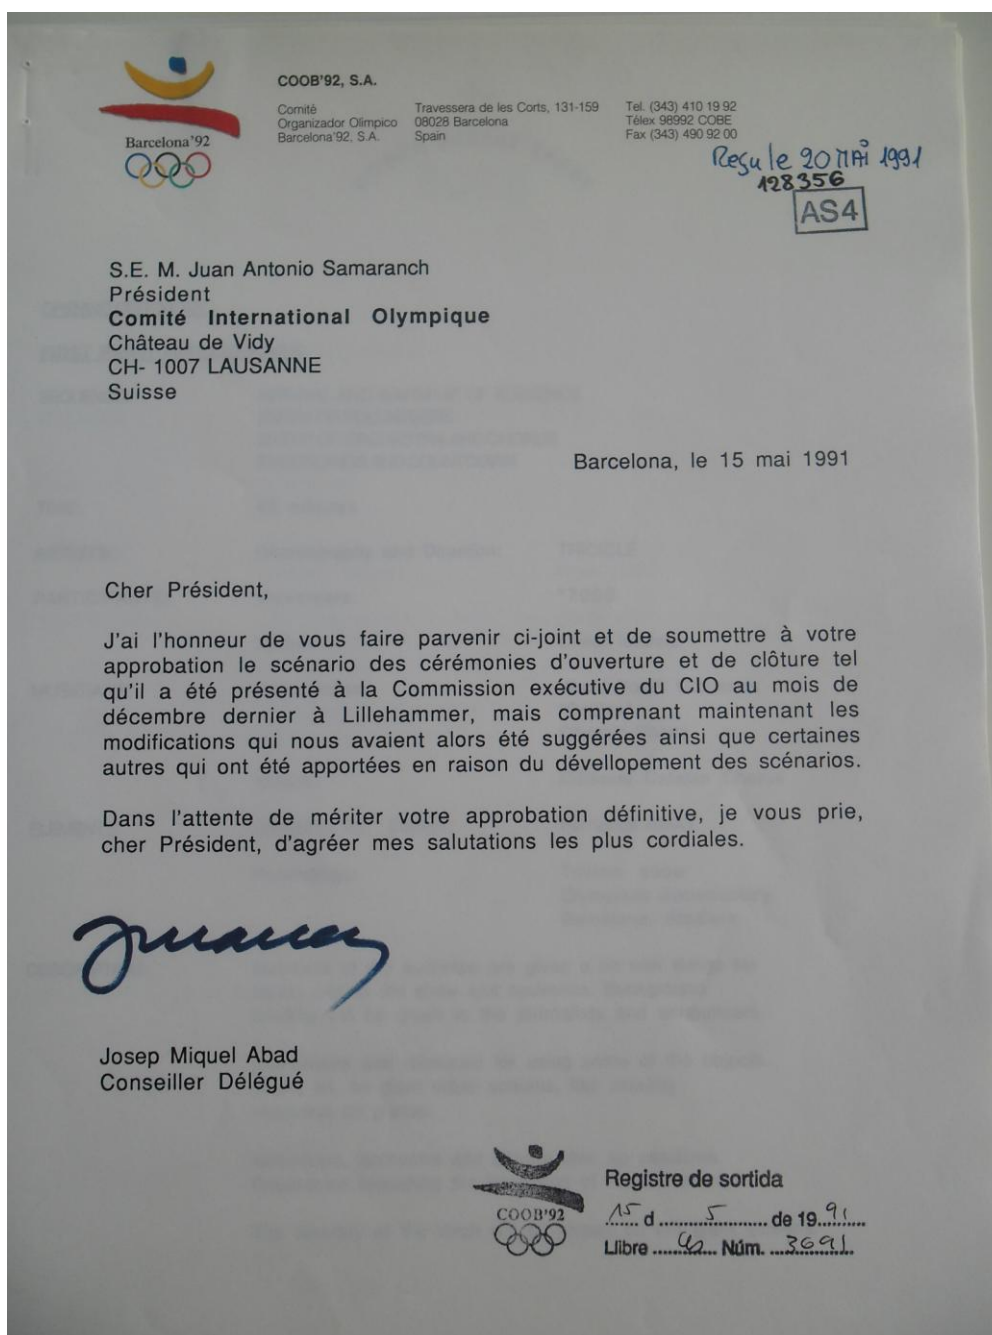 COOB'92, S.A.
Comité
Organizador Olímpico
Barcelona'92, S.A.
Travessera de les Corts, 131-159
08028 Barcelona
Spain
Tel. (343) 410 19 92
Télex 98992 COBE
Fax (343) 490 92 00
Barcelona'92
Reçu le 20 MAI 1991
128356
AS4
S.E. M. Juan Antonio Samaranch
Président
Comité International Olympique
Château de Vidy
CH- 1007 LAUSANNE
Suisse
Barcelona, le 15 mai 1991
Cher Président,
J'ai l'honneur de vous faire parvenir ci-joint et de soumettre à votre
approbation le scénario des cérémonies d'ouverture et de clôture tel
qu'il a été présenté à la Commission exécutive du CIO au mois de
décembre dernier à Lillehammer, mais comprenant maintenant les
modifications qui nous avaient alors été suggérées ainsi que certaines
autres qui ont été apportées en raison du dévellopement des scénarios.
Dans l'attente de mériter votre approbation définitive, je vous prie,
cher Président, d'agréer mes salutations les plus cordiales.
Josep Miquel Abad
Conseiller Délégué
COOB'92
Registre de sortida
15 d 5 de 1991
Llibre Núm. 3691